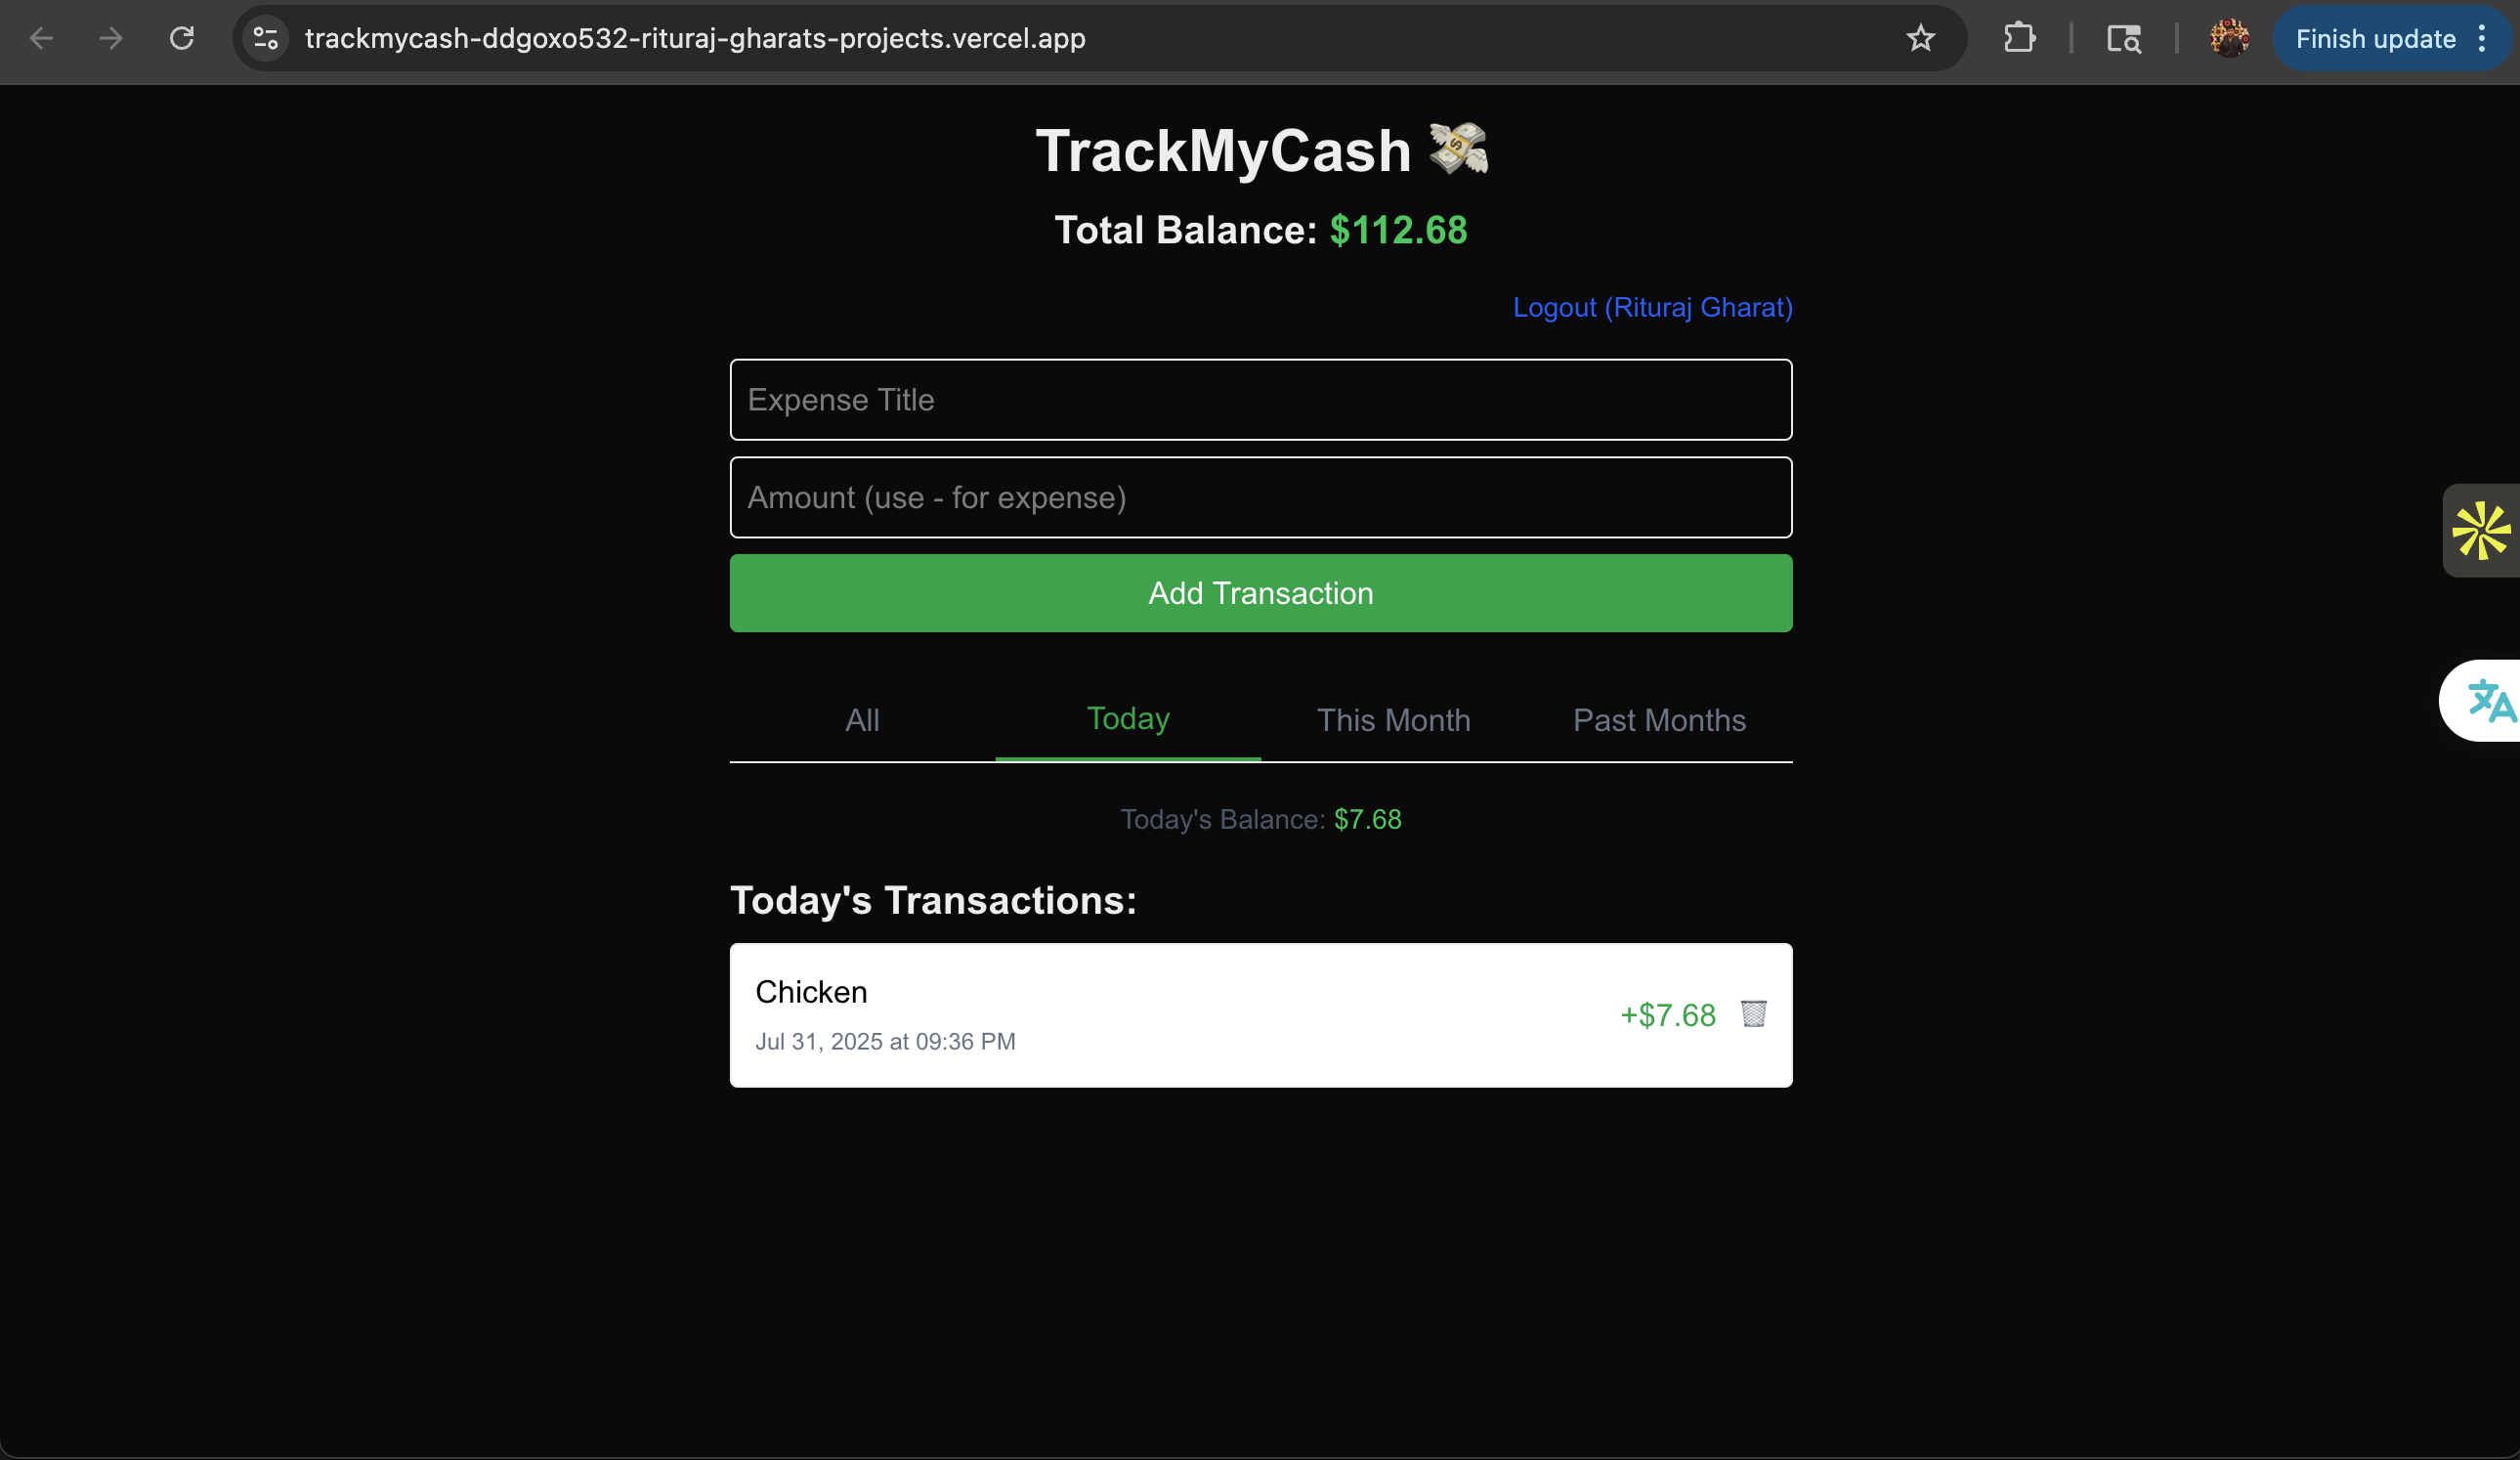 trackmycash-ddgoxo532-rituraj-gharats-projects.vercel.app
Finish update
TrackMyCash 💸
Total Balance: $112.68
Logout (Rituraj Gharat)
Expense Title
Amount (use - for expense)
Add Transaction
All Today This Month Past Months
Today's Balance: $7.68
Today's Transactions:
Chicken
+$7.68
Jul 31, 2025 at 09:36 PM